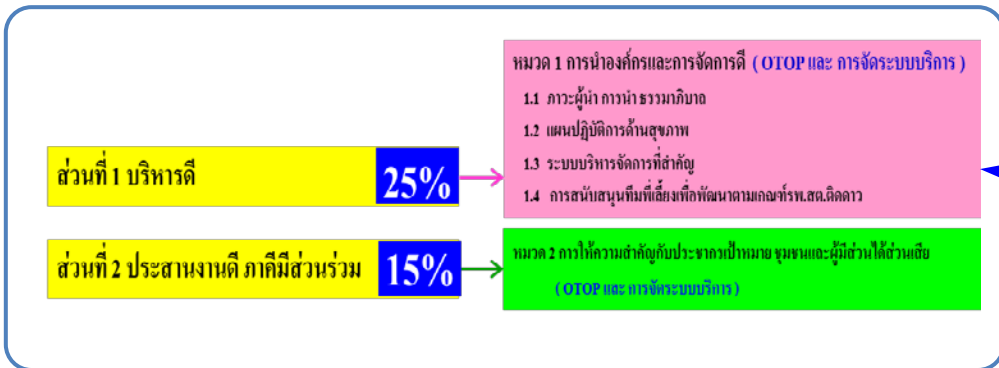 หมวด 1 การนำองค์กรและการจัดการดี ( OTOP และ การจัดระบบบริการ )
1.1 ภาวะผู้นำ การนำ ธรรมาภิบาล
1.2 แผนปฏิบัติการด้านสุขภาพ
1.3 ระบบบริหารจัดการที่สำคัญ
1.4 การสนับสนุนทีมพี่เลี้ยงเพื่อพัฒนาตามเกณฑ์รพ.สต.ติดดาว
ส่วนที่ 1 บริหารดี 25%
ส่วนที่ 2 ประสานงานดี ภาคีมีส่วนร่วม 15%
หมวด 2 การให้ความสำคัญกับประชากรเป้าหมาย ชุมชนและผู้มีส่วนได้ส่วนเสีย
( OTOP และ การจัดระบบบริการ )